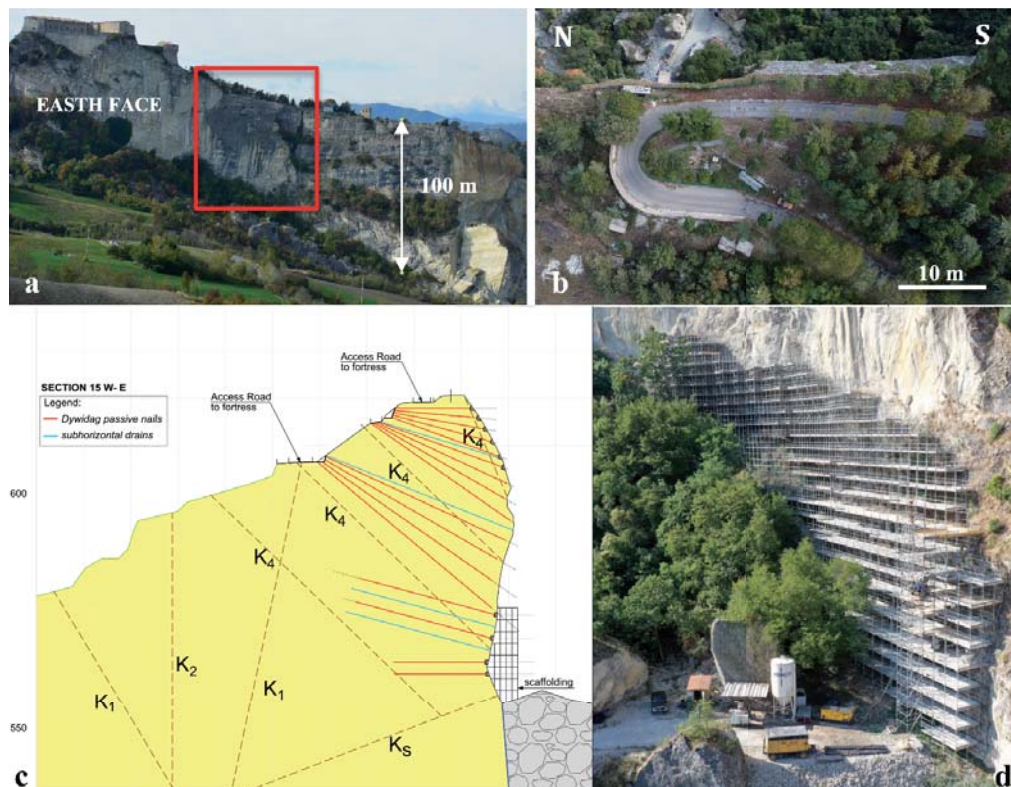 EASTH FACE
100 m
a
N
S
10 m
b
SECTION 15 W- E
Legend:
Dywidag passive nails
subhorizontal drains
Access Road
to fortress
Access Road
to fortress
600
550
K4
K4
K4
K4
K1
K2
K1
KS
scaffolding
c
d